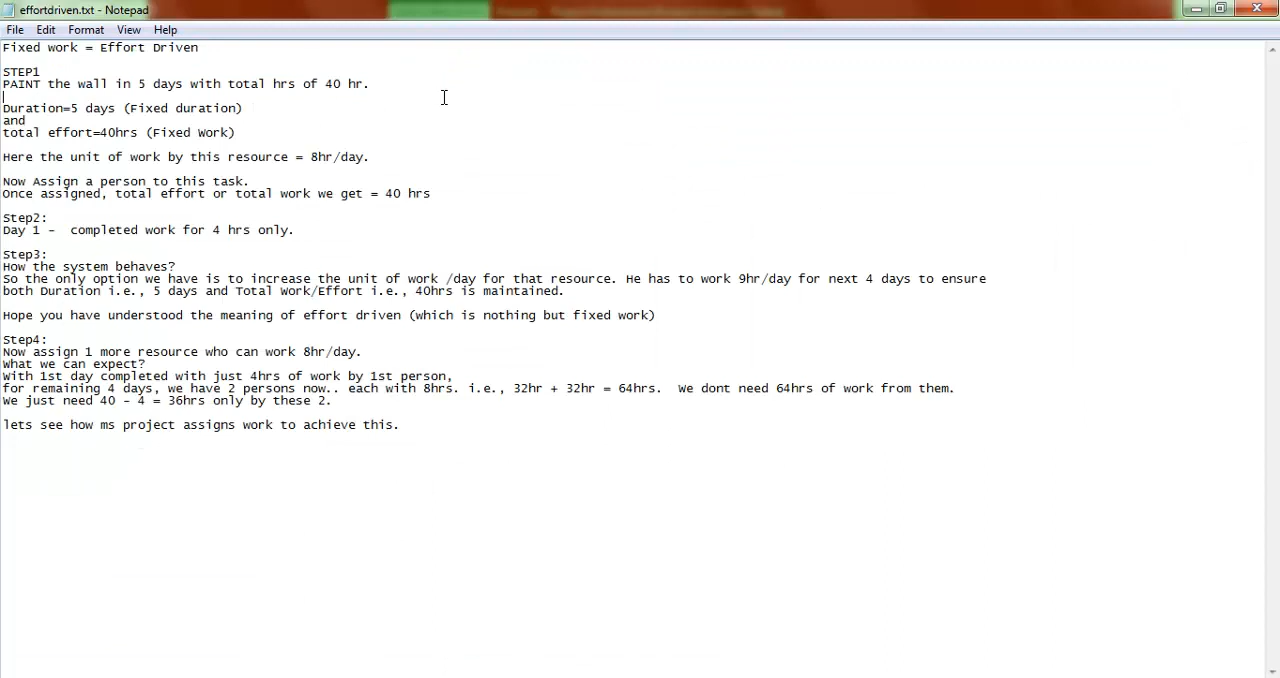 effortdriven.txt - Notepad
File Edit Format View Help
Fixed work = Effort Driven
STEP1
PAINT the wall in 5 days with total hrs of 40 hr.
Duration=5 days (Fixed duration)
and
total effort=40hrs (Fixed Work)
Here the unit of work by this resource = 8hr/day.
Now Assign a person to this task.
Once assigned, total effort or total work we get = 40 hrs
Step2:
Day 1 -  completed work for 4 hrs only.
Step3:
How the system behaves?
So the only option we have is to increase the unit of work /day for that resource. He has to work 9hr/day for next 4 days to ensure
both Duration i.e., 5 days and Total Work/Effort i.e., 40hrs is maintained.
Hope you have understood the meaning of effort driven (which is nothing but fixed work)
Step4:
Now assign 1 more resource who can work 8hr/day.
What we can expect?
With 1st day completed with just 4hrs of work by 1st person,
for remaining 4 days, we have 2 persons now.. each with 8hrs. i.e., 32hr + 32hr = 64hrs.  We dont need 64hrs of work from them.
We just need 40 - 4 = 36hrs only by these 2.
lets see how ms project assigns work to achieve this.